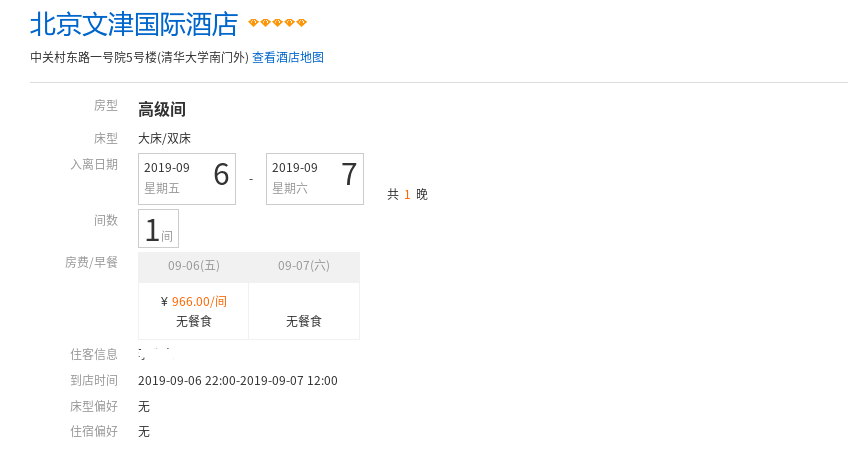 北京文津国际酒店
中关村东路一号院5号楼(清华大学南门外) 查看酒店地图
房型 高级间
床型 大床/双床
入离日期 2019-09 6 星期五 - 2019-09 7 星期六 共 1 晚
间数 1间
房费/早餐 09-06(五) 09-07(六)
¥ 966.00/间
无餐食 无餐食
住客信息
到店时间 2019-09-06 22:00-2019-09-07 12:00
床型偏好 无
住宿偏好 无